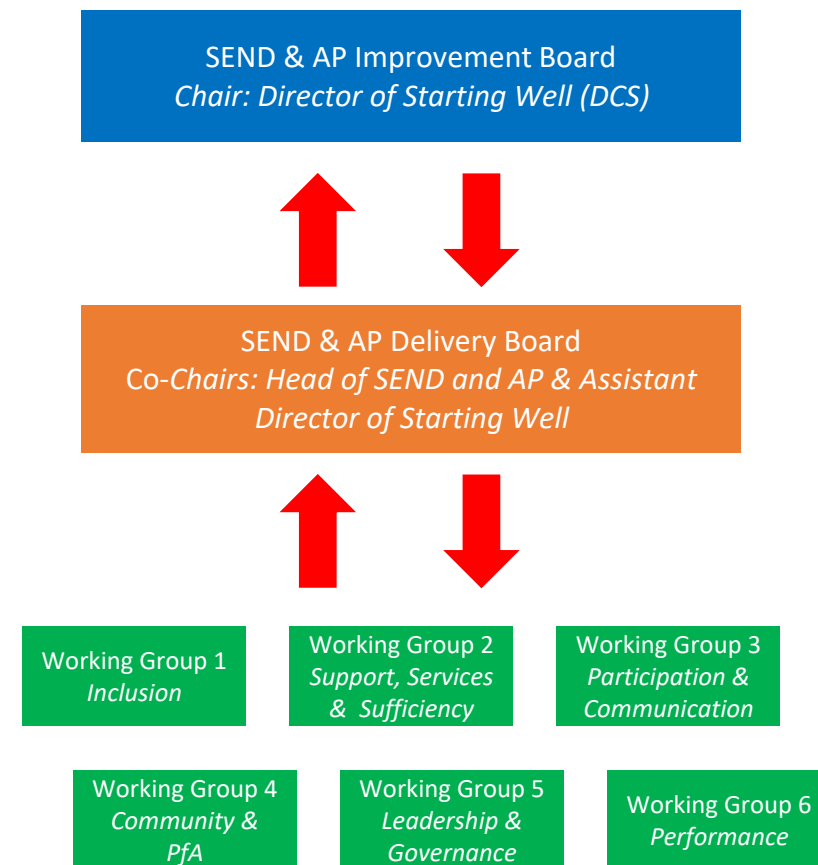 SEND & AP Improvement Board
Chair: Director of Starting Well (DCS)
SEND & AP Delivery Board
Co-Chairs: Head of SEND and AP & Assistant
Director of Starting Well
Working Group 1
Inclusion
Working Group 2
Support, Services
& Sufficiency
Working Group 3
Participation &
Communication
Working Group 4
Community &
PfA
Working Group 5
Leadership &
Governance
Working Group 6
Performance